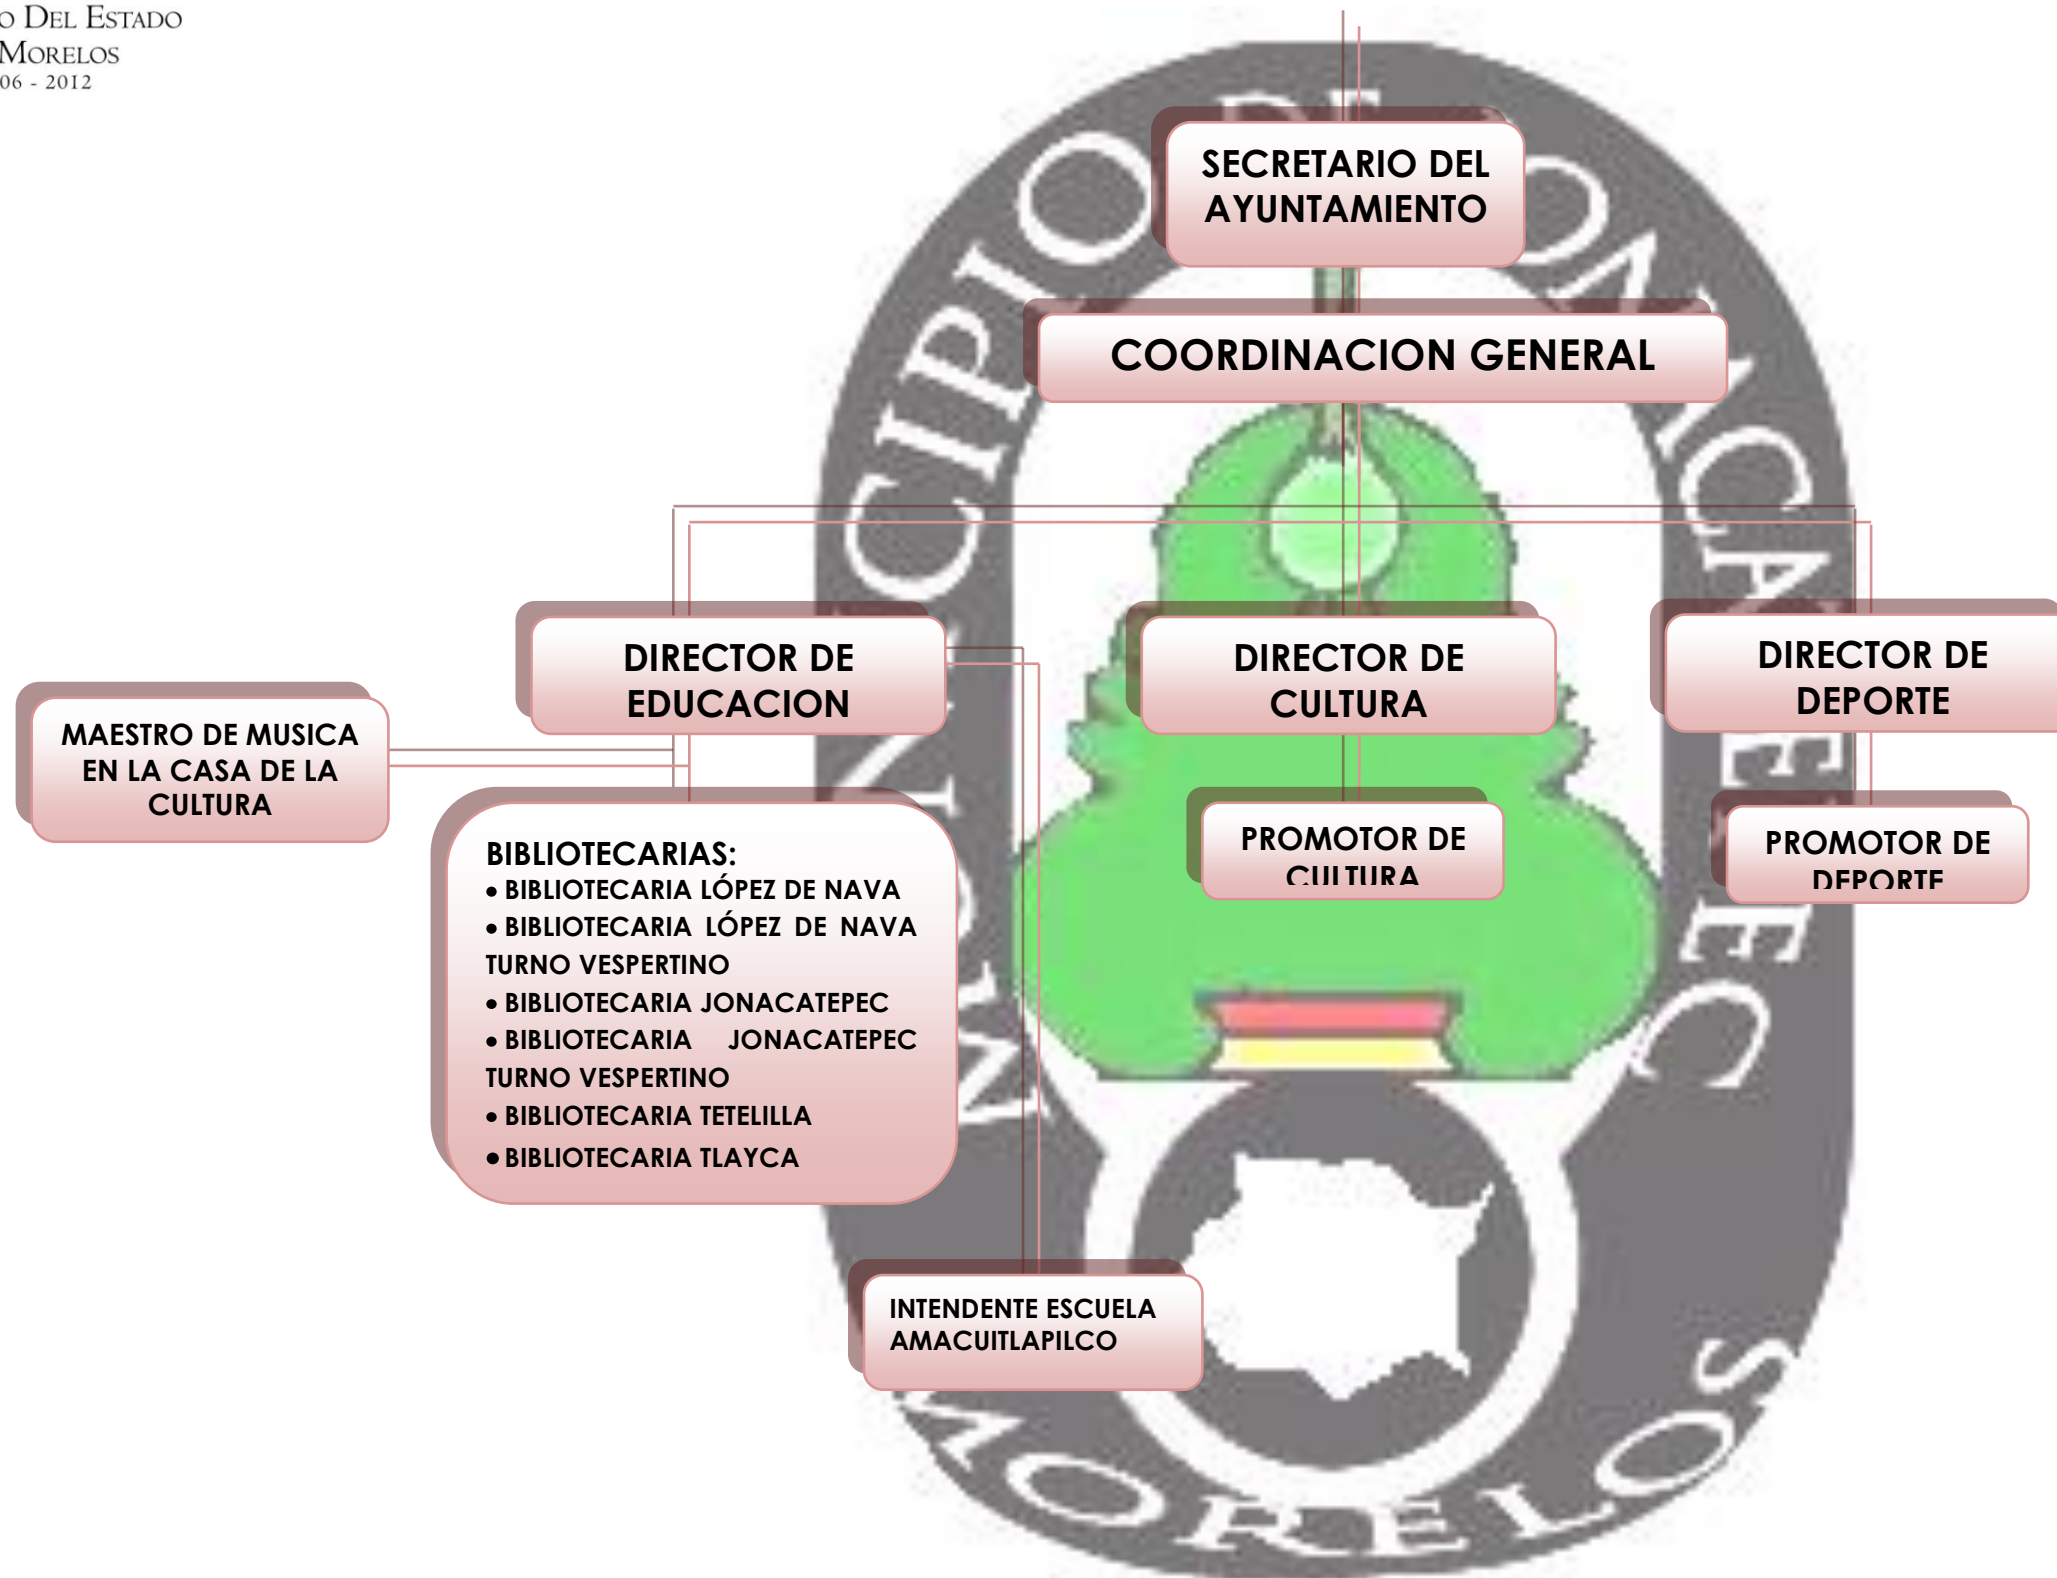 O DEL ESTADO
MORELOS
06 - 2012
SECRETARIO DEL
AYUNTAMIENTO
COORDINACION GENERAL
DIRECTOR DE
EDUCACION
DIRECTOR DE
CULTURA
DIRECTOR DE
DEPORTE
MAESTRO DE MUSICA
EN LA CASA DE LA
CULTURA
BIBLIOTECARIAS:
• BIBLIOTECARIA LÓPEZ DE NAVA
• BIBLIOTECARIA LÓPEZ DE NAVA
TURNO VESPERTINO
• BIBLIOTECARIA JONACATEPEC
• BIBLIOTECARIA JONACATEPEC
TURNO VESPERTINO
• BIBLIOTECARIA TETELILLA
• BIBLIOTECARIA TLAYCA
PROMOTOR DE
CULTURA
PROMOTOR DE
DEPORTE
INTENDENTE ESCUELA
AMACUITLAPILCO
MORELOS